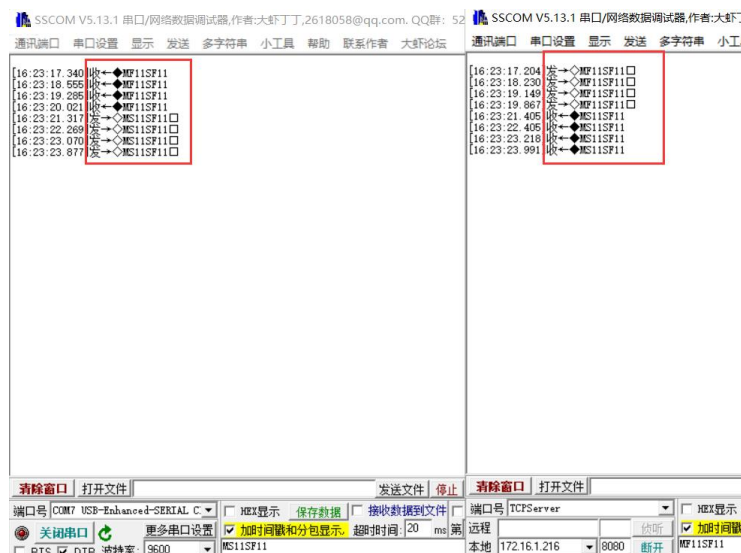 SSCOM V5.13.1 串口/网络数据调试器,作者:大虾丁丁,2618058@qq.com. QQ群: 52
通讯端口 串口设置 显示 发送 多字符串 小工具 帮助 联系作者 大虾论坛
[16:23:17.340]收←◆MF11SF11
[16:23:18.555]收←◆MF11SF11
[16:23:19.285]收←◆MF11SF11
[16:23:20.021]收←◆MF11SF11
[16:23:21.317]发→◇MS11SF11□
[16:23:22.269]发→◇MS11SF11□
[16:23:23.070]发→◇MS11SF11□
[16:23:23.877]发→◇MS11SF11□
清除窗口 打开文件 发送文件 停止
端口号 COM7 USB-Enhanced-SERIAL C HEX显示 保存数据 接收数据到文件
关闭串口 更多串口设置 加时间戳和分包显示, 超时时间: 20 ms 第
RTS DTR 波特率: 9600 MS11SF11
SSCOM V5.13.1 串口/网络数据调试器,作者:大虾丁
通讯端口 串口设置 显示 发送 多字符串 小工
[16:23:17.204]发→◇MF11SF11□
[16:23:18.230]发→◇MF11SF11□
[16:23:19.149]发→◇MF11SF11□
[16:23:19.867]发→◇MF11SF11□
[16:23:21.405]收←◆MS11SF11
[16:23:22.405]收←◆MS11SF11
[16:23:23.218]收←◆MS11SF11
[16:23:23.991]收←◆MS11SF11
清除窗口 打开文件
端口号 TCPServer HEX显示
远程 侦听 加时间戳
本地 172.16.1.216 8080 断开 MF11SF11